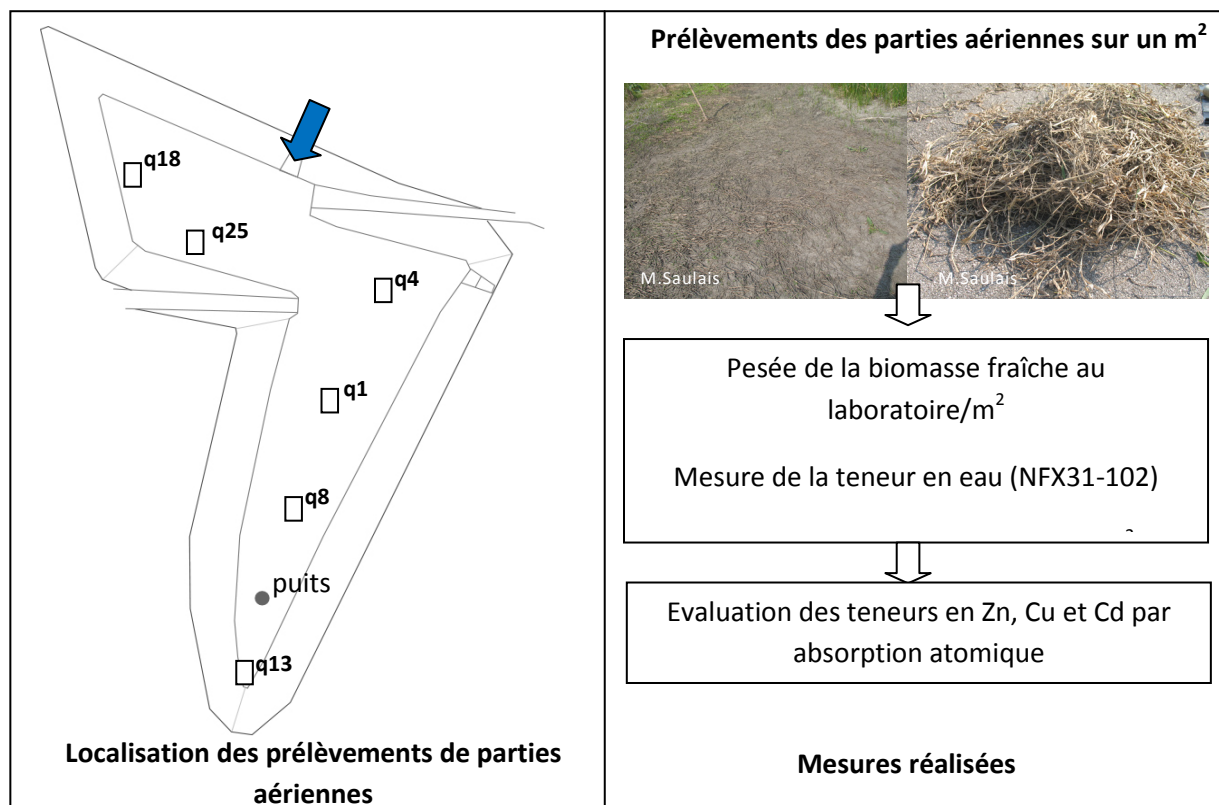 q18
q25
q4
q1
q8
puits
q13
Localisation des prélèvements de parties
aériennes
Prélèvements des parties aériennes sur un m²
M.Saulais
M.Saulais
Pesée de la biomasse fraîche au
laboratoire/m²
Mesure de la teneur en eau (NFX31-102)
Evaluation des teneurs en Zn, Cu et Cd par
absorption atomique
Mesures réalisées